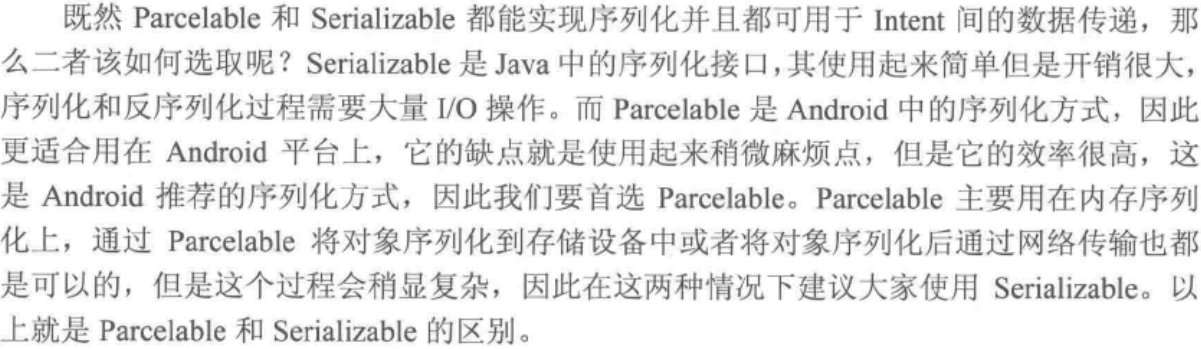 既然 Parcelable 和 Serializable 都能实现序列化并且都可用于 Intent 间的数据传递，那
么二者该如何选取呢？Serializable 是 Java 中的序列化接口，其使用起来简单但是开销很大，
序列化和反序列化过程需要大量 I/O 操作。而 Parcelable 是 Android 中的序列化方式，因此
更适合用在 Android 平台上，它的缺点就是使用起来稍微麻烦点，但是它的效率很高，这
是 Android 推荐的序列化方式，因此我们要首选 Parcelable。Parcelable 主要用在内存序列
化上，通过 Parcelable 将对象序列化到存储设备中或者将对象序列化后通过网络传输也都
是可以的，但是这个过程会稍显复杂，因此在这两种情况下建议大家使用 Serializable。以
上就是 Parcelable 和 Serializable 的区别。